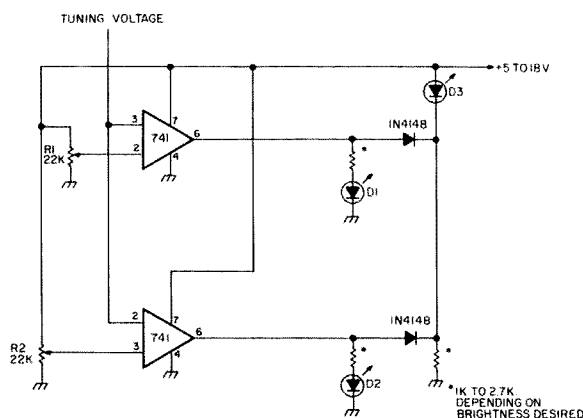 TUNING VOLTAGE
+5 TO 18V
D3
3
7
741
6
2
4
R1
22K
1N4148
*
D1
2
7
741
6
3
4
R2
22K
1N4148
*
D2
*
*1K TO 2.7K
DEPENDING ON
BRIGHTNESS DESIRED